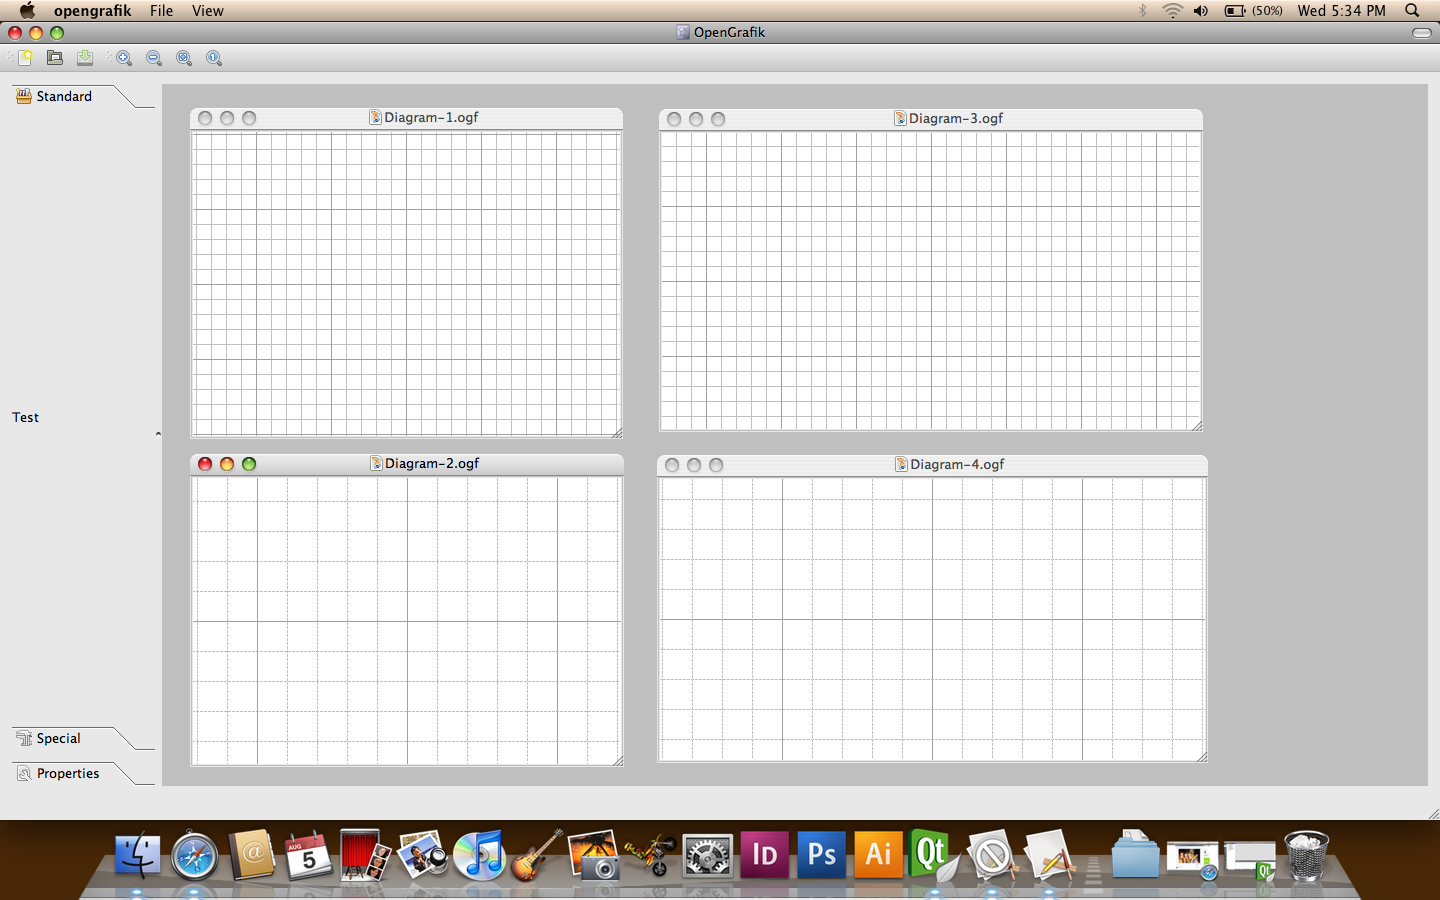 opengrafik File View (50%) Wed 5:34 PM
OpenGrafik
Standard
Diagram-1.ogf
Diagram-3.ogf
Test
Diagram-2.ogf
Diagram-4.ogf
Special
Properties
AUG
5
Id Ps Ai Qt
Qt